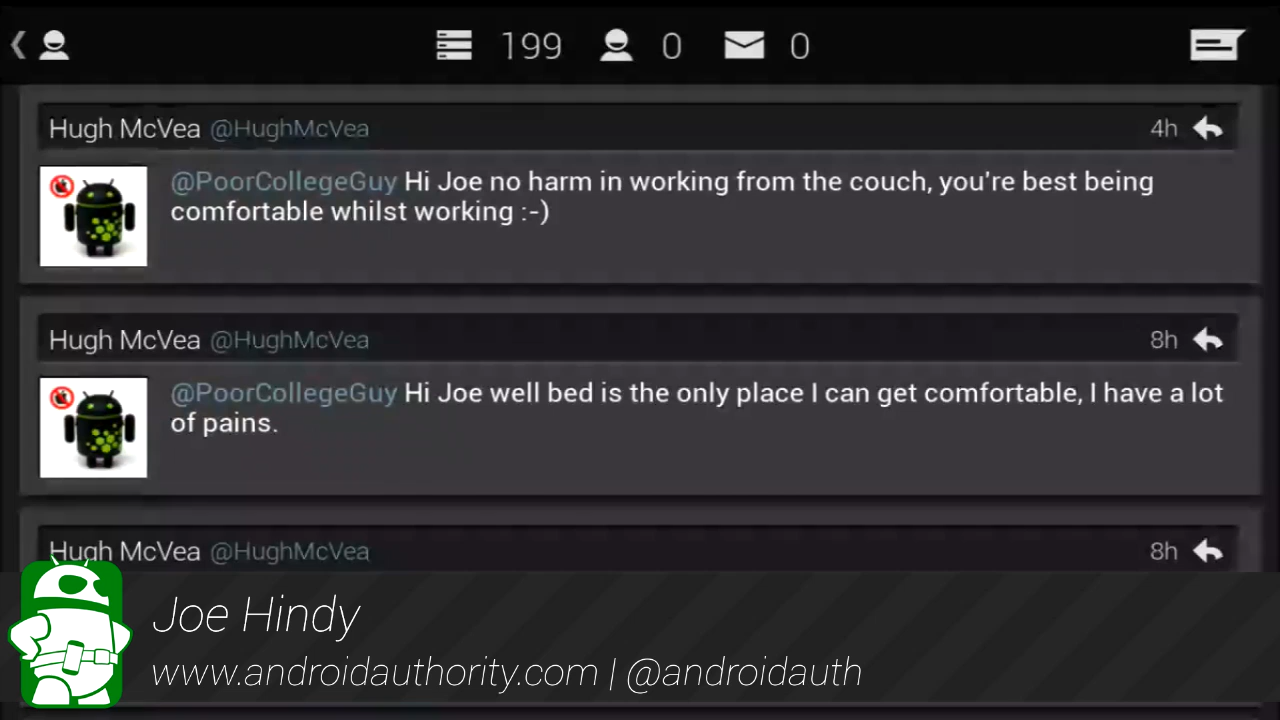 199 0 0
Hugh McVea @HughMcVea 4h
@PoorCollegeGuy Hi Joe no harm in working from the couch, you're best being
comfortable whilst working :-)
Hugh McVea @HughMcVea 8h
@PoorCollegeGuy Hi Joe well bed is the only place I can get comfortable, I have a lot
of pains.
Hugh McVea @HughMcVea 8h
Joe Hindy
www.androidauthority.com | @androidauth